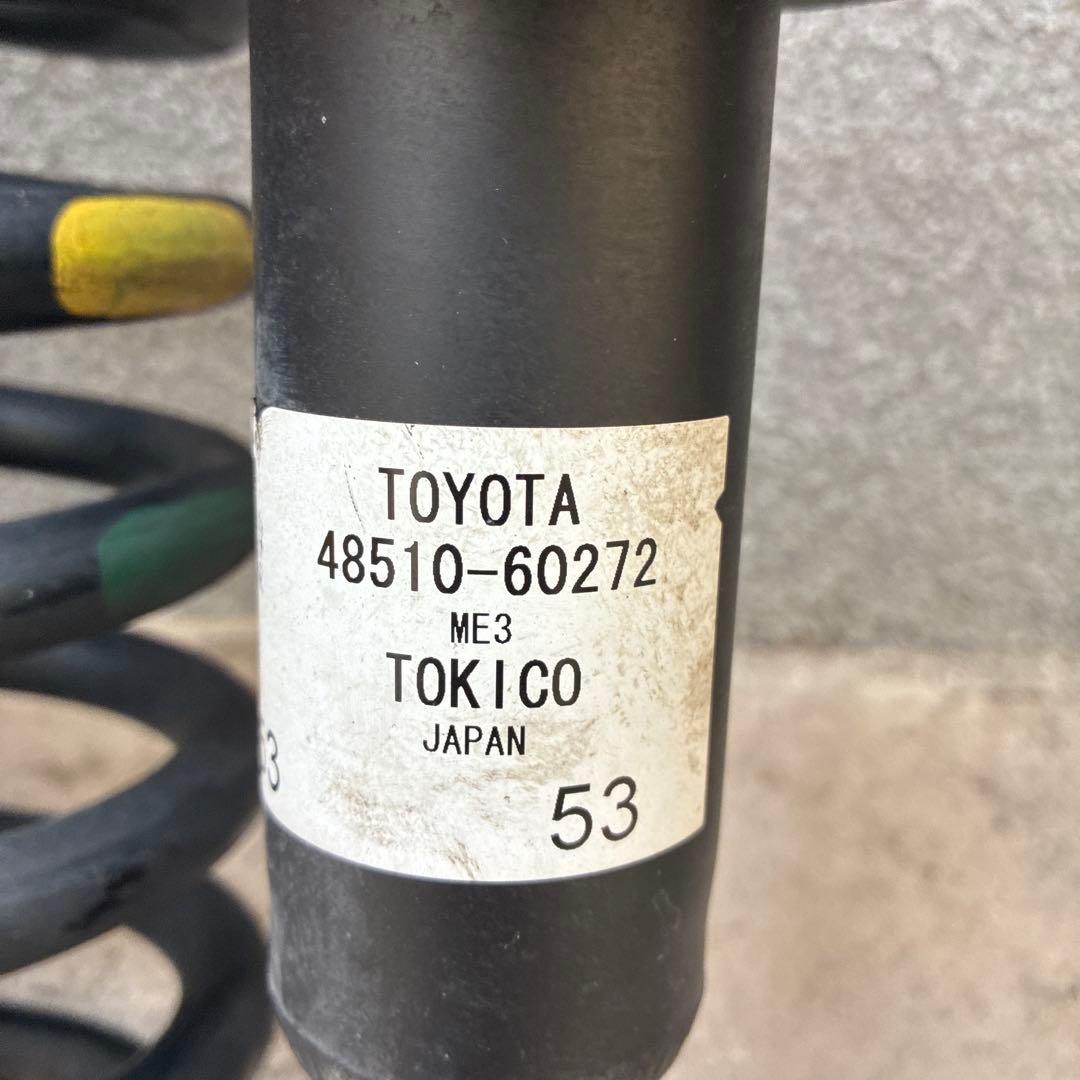 TOYOTA
48510-60272
ME3
TOKICO
JAPAN
53